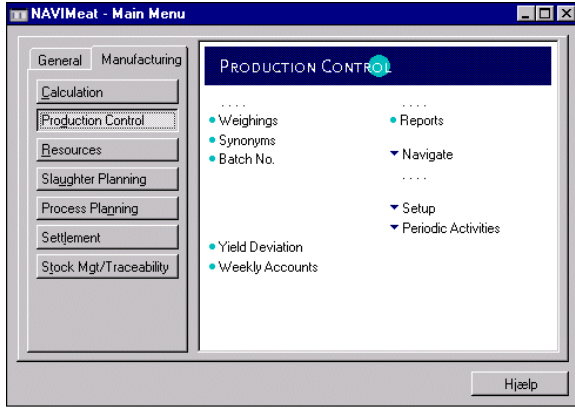 NAVIMeat - Main Menu
General Manufacturing
Calculation
Production Control
Resources
Slaughter Planning
Process Planning
Settlement
Stock Mgt/Traceability
PRODUCTION CONTROL
. . . .
Weighings
Synonyms
Batch No.
Yield Deviation
Weekly Accounts
. . . .
Reports
Navigate
. . . .
Setup
Periodic Activities
Hjælp